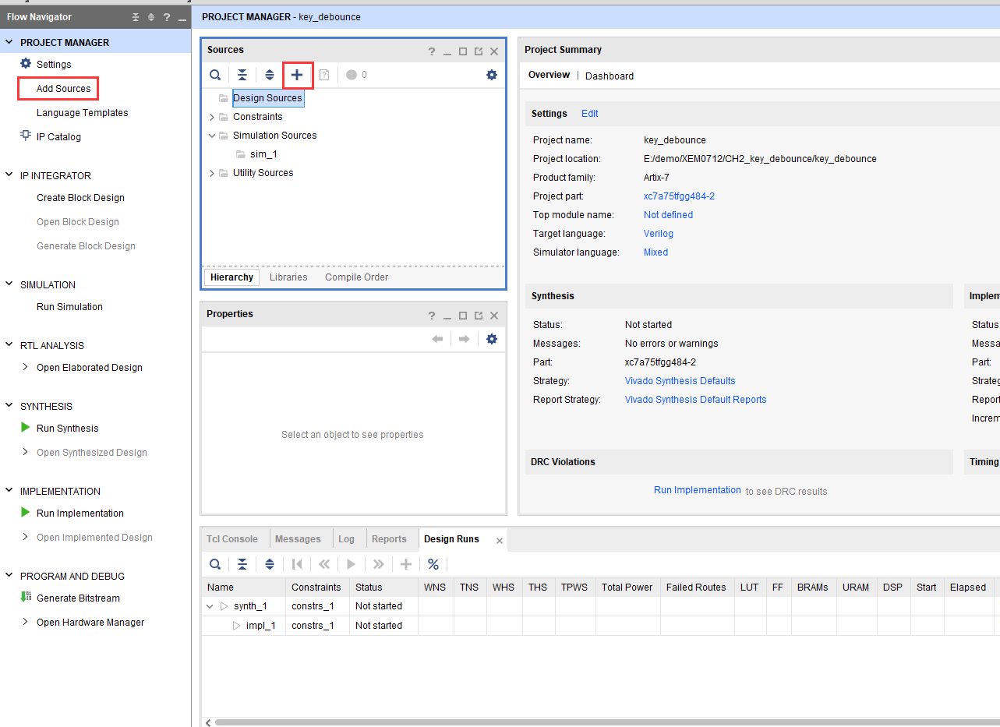 Flow Navigator
PROJECT MANAGER
Settings
Add Sources
Language Templates
IP Catalog
IP INTEGRATOR
Create Block Design
Open Block Design
Generate Block Design
SIMULATION
Run Simulation
RTL ANALYSIS
Open Elaborated Design
SYNTHESIS
Run Synthesis
Open Synthesized Design
IMPLEMENTATION
Run Implementation
Open Implemented Design
PROGRAM AND DEBUG
Generate Bitstream
Open Hardware Manager
PROJECT MANAGER - key_debounce
Sources
0
Design Sources
Constraints
Simulation Sources
sim_1
Utility Sources
Hierarchy Libraries Compile Order
Properties
Select an object to see properties
Project Summary
Overview | Dashboard
Settings Edit
Project name: key_debounce
Project location: E:/demo/XEM0712/CH2_key_debounce/key_debounce
Product family: Artix-7
Project part: xc7a75tfgg484-2
Top module name: Not defined
Target language: Verilog
Simulator language: Mixed
Synthesis
Status: Not started
Messages: No errors or warnings
Part: xc7a75tfgg484-2
Strategy: Vivado Synthesis Defaults
Report Strategy: Vivado Synthesis Default Reports
Implem
Status:
Messa
Part:
Strateg
Report
Increm
DRC Violations
Run Implementation to see DRC results
Timing
Tcl Console Messages Log Reports Design Runs
Name Constraints Status WNS TNS WHS THS TPWS Total Power Failed Routes LUT FF BRAMs URAM DSP Start Elapsed
synth_1 constrs_1 Not started
impl_1 constrs_1 Not started